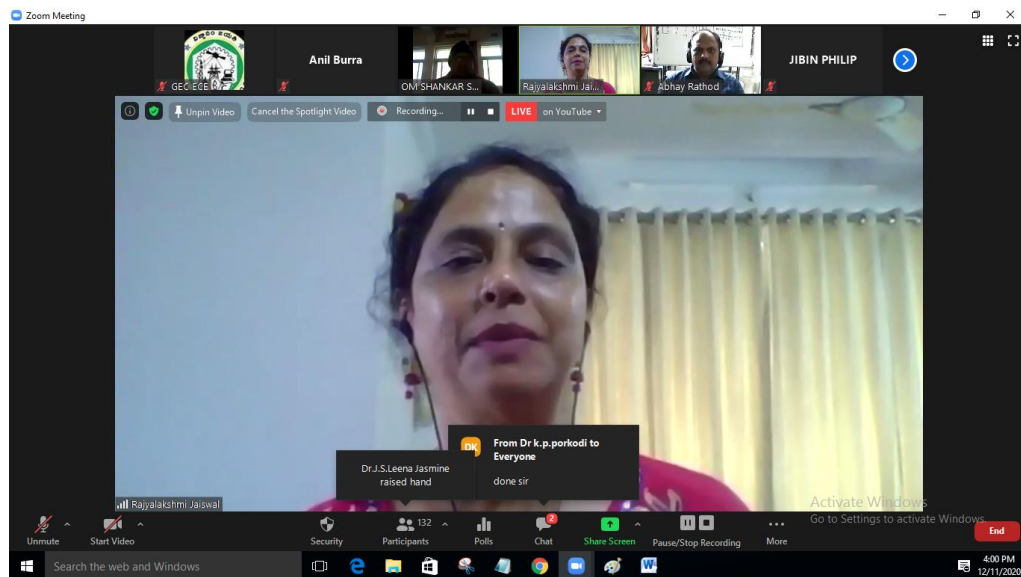 Zoom Meeting
GECIECE
Anil Burra
OM SHANKAR S...
Rajyalakshmi Jai...
Abhay Rathod
JIBIN PHILIP
Unpin Video
Cancel the Spotlight Video
Recording...
LIVE on YouTube
DK
From Dr k.p.porkodi to
Everyone
done sir
Dr.J.S.Leena Jasmine
raised hand
Rajyalakshmi Jaiswal
Activate Windows
Go to Settings to activate Windows.
Unmute
Start Video
Security
132
Participants
Polls
2
Chat
Share Screen
Pause/Stop Recording
More
End
Search the web and Windows
4:00 PM
12/11/2020